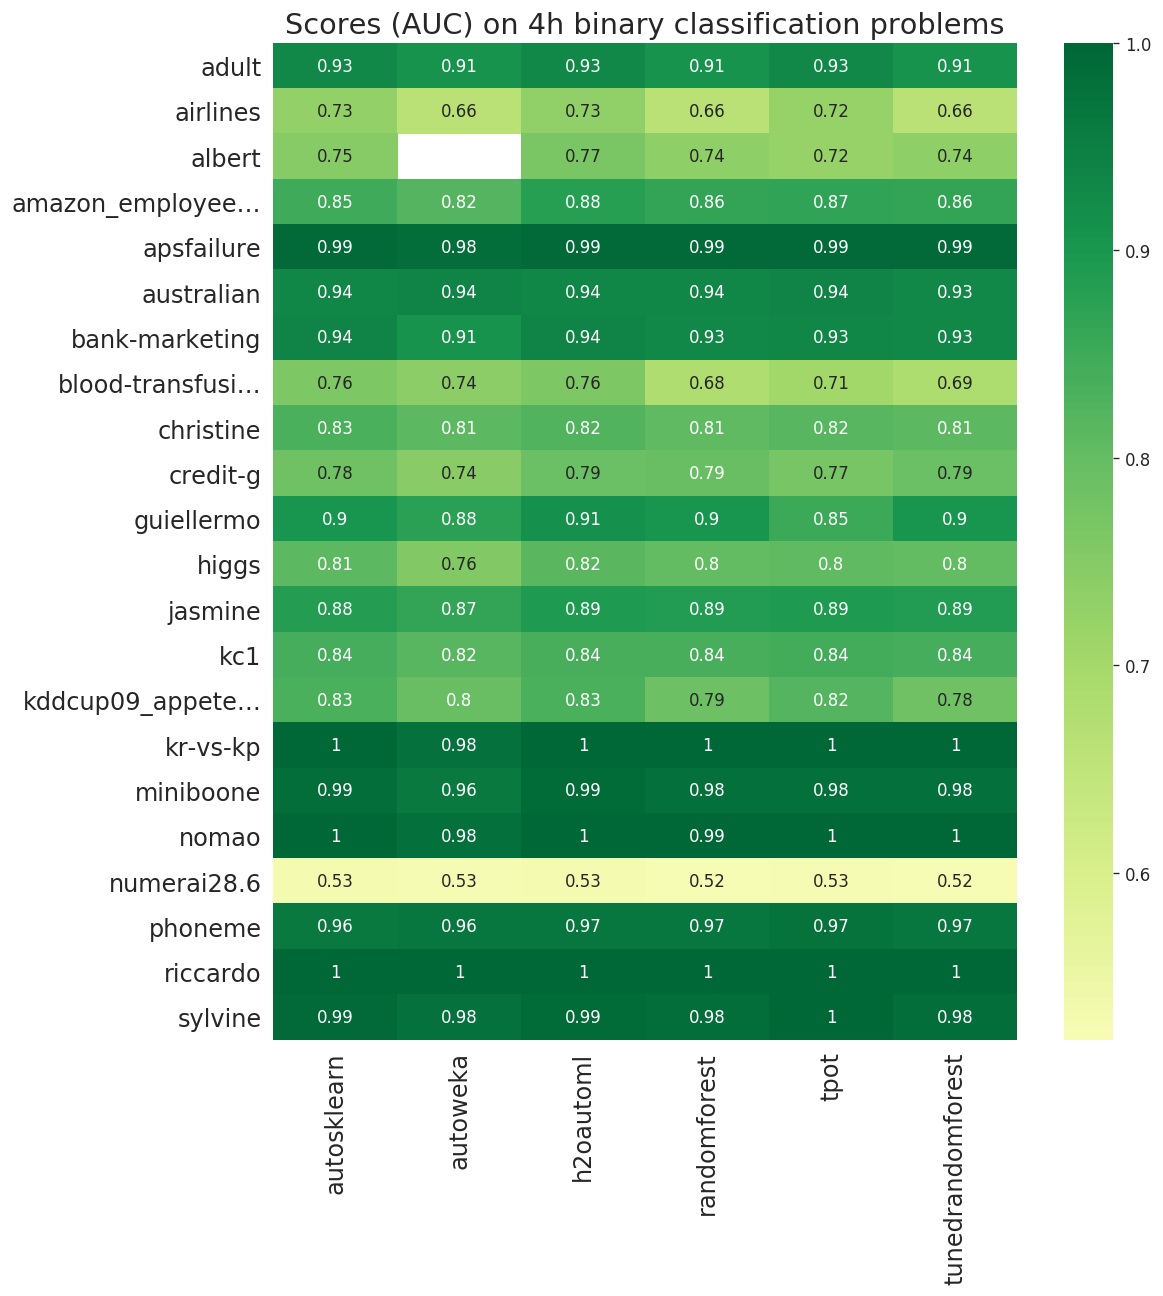 Scores (AUC) on 4h binary classification problems
adult 0.93 0.91 0.93 0.91 0.93 0.91
airlines 0.73 0.66 0.73 0.66 0.72 0.66
albert 0.75 0.77 0.74 0.72 0.74
amazon_employee... 0.85 0.82 0.88 0.86 0.87 0.86
apsfailure 0.99 0.98 0.99 0.99 0.99 0.99
australian 0.94 0.94 0.94 0.94 0.94 0.93
bank-marketing 0.94 0.91 0.94 0.93 0.93 0.93
blood-transfusi... 0.76 0.74 0.76 0.68 0.71 0.69
christine 0.83 0.81 0.82 0.81 0.82 0.81
credit-g 0.78 0.74 0.79 0.79 0.77 0.79
guiellermo 0.9 0.88 0.91 0.9 0.85 0.9
higgs 0.81 0.76 0.82 0.8 0.8 0.8
jasmine 0.88 0.87 0.89 0.89 0.89 0.89
kc1 0.84 0.82 0.84 0.84 0.84 0.84
kddcup09_appete... 0.83 0.8 0.83 0.79 0.82 0.78
kr-vs-kp 1 0.98 1 1 1 1
miniboone 0.99 0.96 0.99 0.98 0.98 0.98
nomao 1 0.98 1 0.99 1 1
numerai28.6 0.53 0.53 0.53 0.52 0.53 0.52
phoneme 0.96 0.96 0.97 0.97 0.97 0.97
riccardo 1 1 1 1 1 1
sylvine 0.99 0.98 0.99 0.98 1 0.98
autosklearn
autoweka
h2oautoml
randomforest
tpot
tunedrandomforest
1.0
0.9
0.8
0.7
0.6